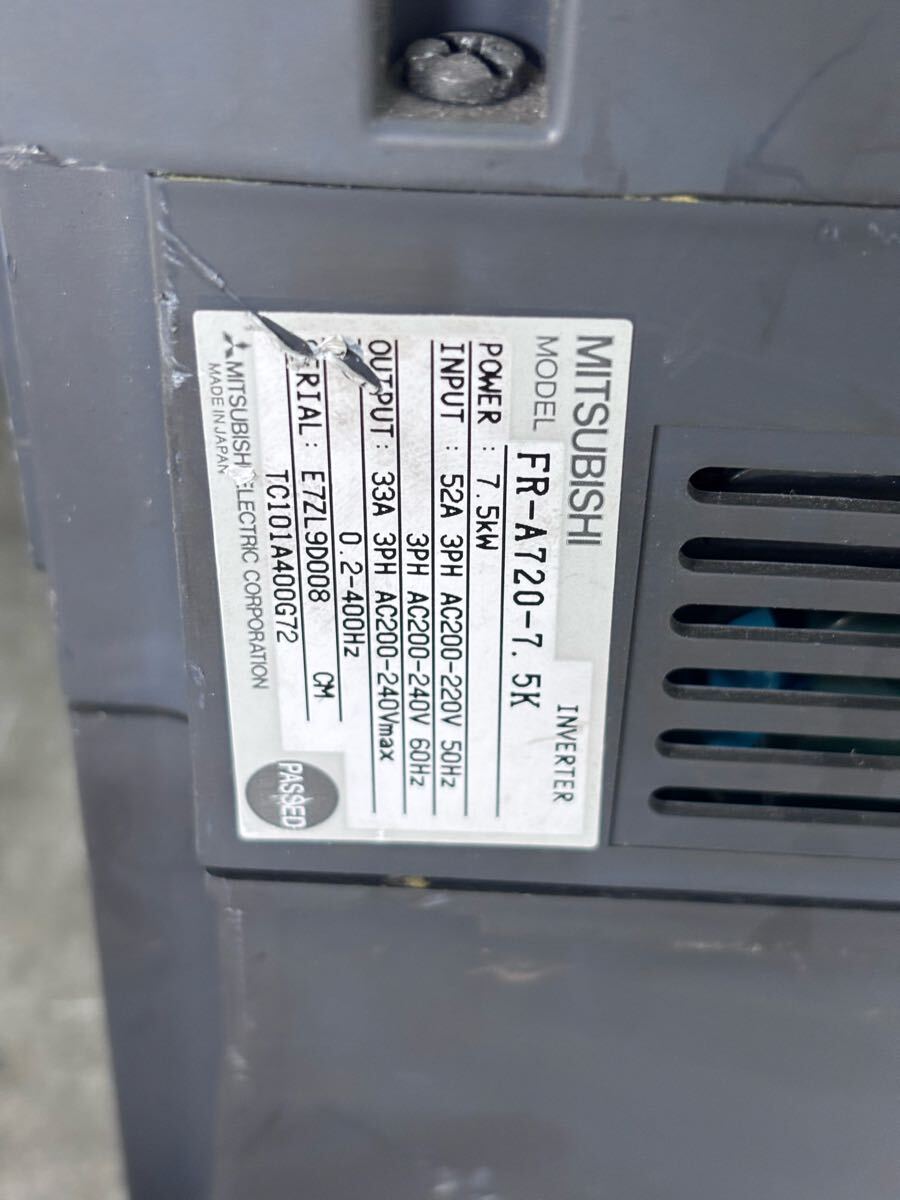 MITSUBISHI
INVERTER
MODEL FR-A720-7.5K
POWER : 7.5kW
INPUT : 52A 3PH AC200-220V 50Hz
3PH AC200-240V 60Hz
OUTPUT: 33A 3PH AC200-240Vmax
0.2-400Hz
SERIAL: E7ZL9D008 CM
TC101A400G72
MITSUBISHI ELECTRIC CORPORATION
MADE IN JAPAN
PASSED